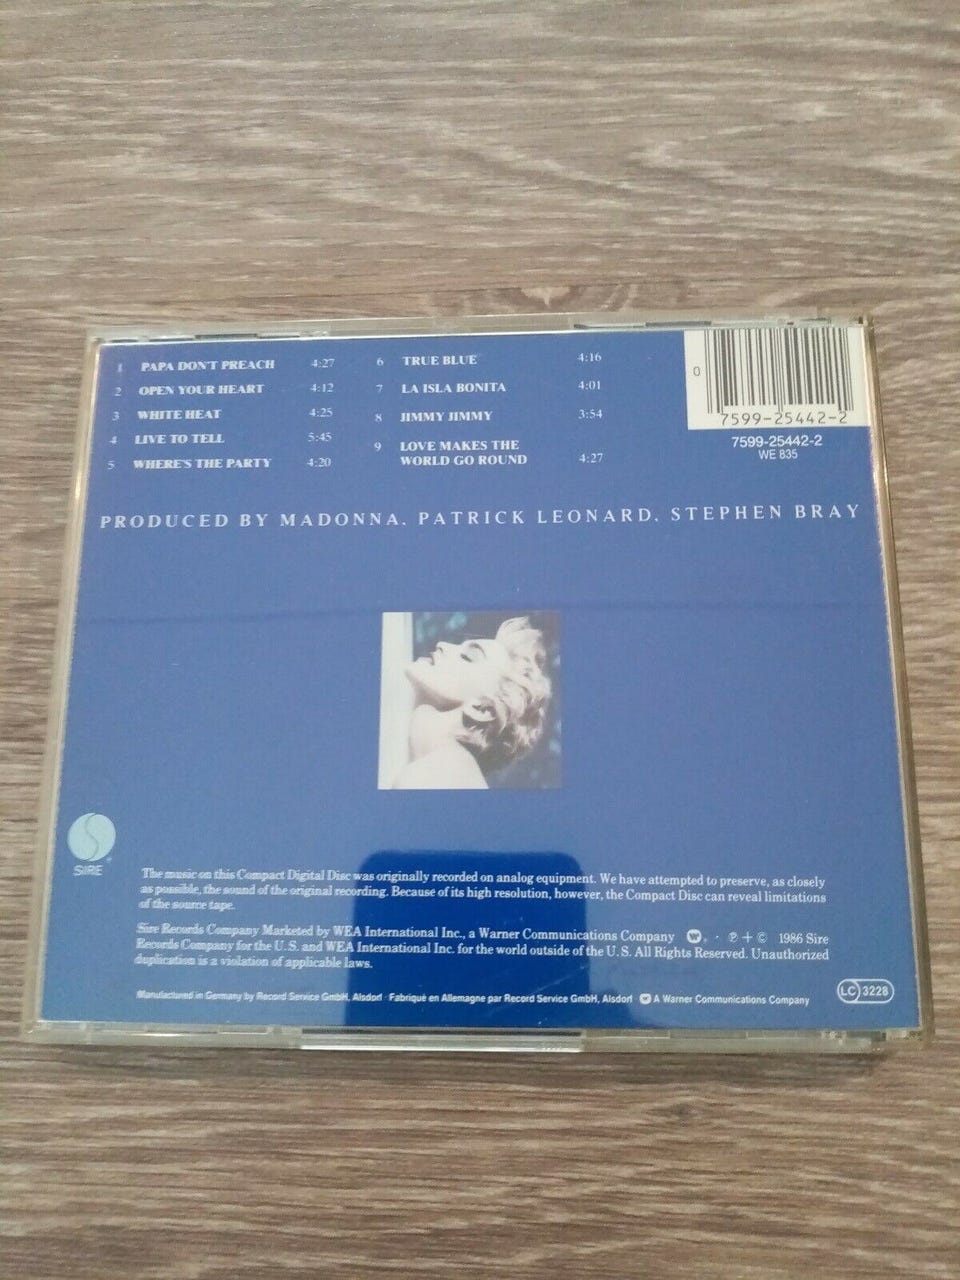 1 PAPA DON'T PREACH 4:27
2 OPEN YOUR HEART 4:12
3 WHITE HEAT 4:25
4 LIVE TO TELL 5:45
5 WHERE'S THE PARTY 4:20
6 TRUE BLUE 4:16
7 LA ISLA BONITA 4:01
8 JIMMY JIMMY 3:54
9 LOVE MAKES THE
WORLD GO ROUND 4:27
0
7599-25442-2
7599-25442-2
WE 835
PRODUCED BY MADONNA, PATRICK LEONARD, STEPHEN BRAY
SIRE
The music on this Compact Digital Disc was originally recorded on analog equipment. We have attempted to preserve, as closely
as possible, the sound of the original recording. Because of its high resolution, however, the Compact Disc can reveal limitations
of the source tape.
Sire Records Company Marketed by WEA International Inc., a Warner Communications Company . · ℗ + © 1986 Sire
Records Company for the U.S. and WEA International Inc. for the world outside of the U.S. All Rights Reserved. Unauthorized
duplication is a violation of applicable laws.
Manufactured in Germany by Record Service GmbH, Alsdorf · Fabriqué en Allemagne par Record Service GmbH, Alsdorf A Warner Communications Company
LC 3228